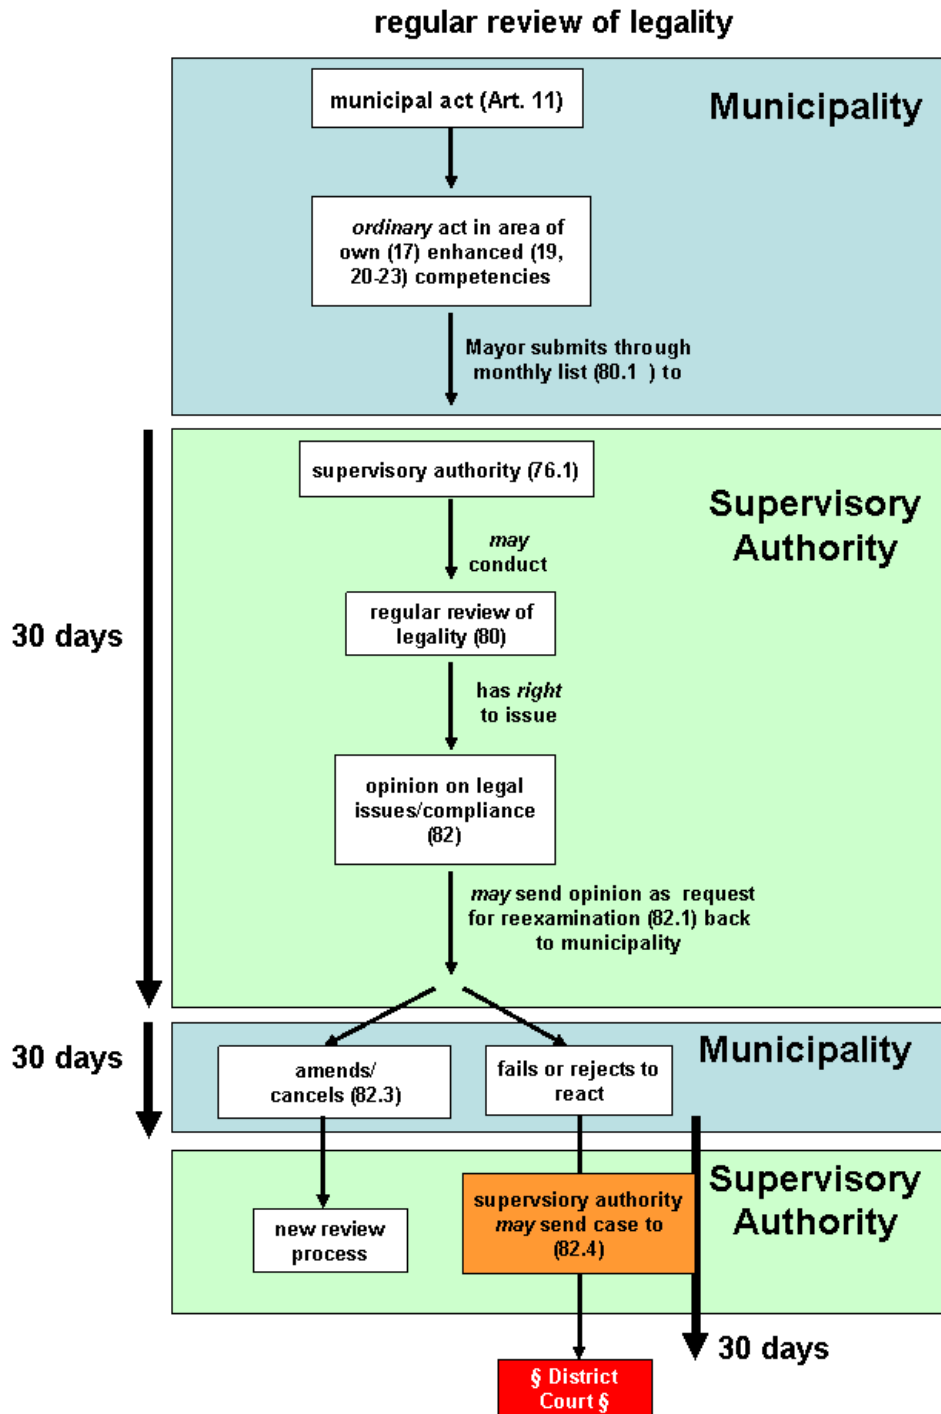 regular review of legality
Municipality
municipal act (Art. 11)
ordinary act in area of
own (17) enhanced (19,
20-23) competencies
Mayor submits through
monthly list (80.1 ) to
Supervisory
Authority
supervisory authority (76.1)
may
conduct
30 days
regular review of
legality (80)
has right
to issue
opinion on legal
issues/compliance
(82)
may send opinion as request
for reexamination (82.1) back
to municipality
30 days
Municipality
amends/
cancels (82.3)
fails or rejects to
react
Supervisory
Authority
new review
process
supervsiory authority
may send case to
(82.4)
30 days
§ District
Court §